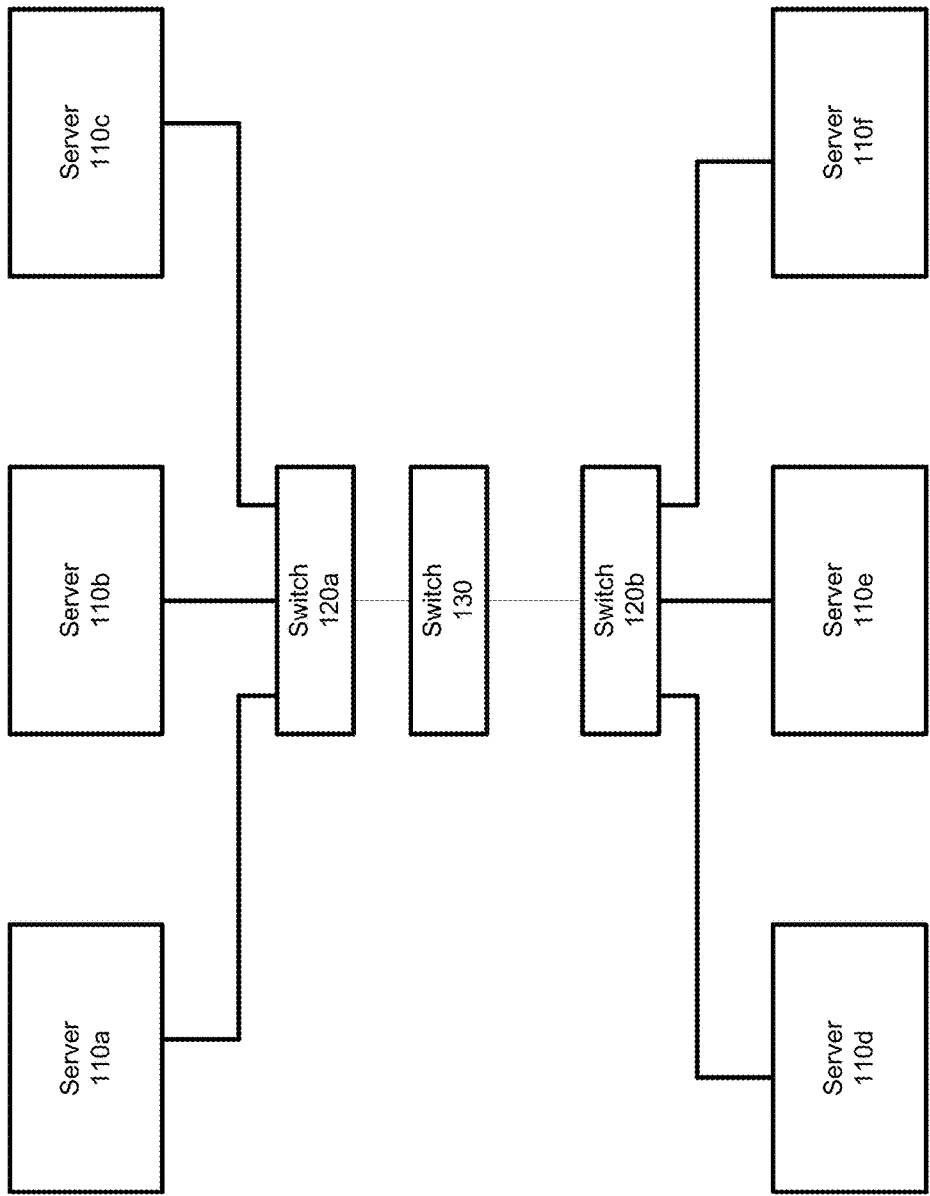 Server
110a
Server
110b
Server
110c
Switch
120a
Switch
130
Switch
120b
Server
110d
Server
110e
Server
110f